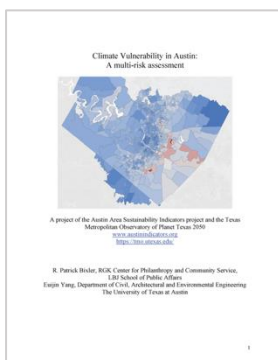 Climate Vulnerability in Austin:
A multi-risk assessment
A project of the Austin Area Sustainability Indicators project and the Texas
Metropolitan Observatory of Planet Texas 2050
www.austinindicators.org
https://tmo.utexas.edu/
R. Patrick Bixler, RGK Center for Philanthropy and Community Service,
LBJ School of Public Affairs
Euijin Yang, Department of Civil, Architectural and Environmental Engineering
The University of Texas at Austin
1